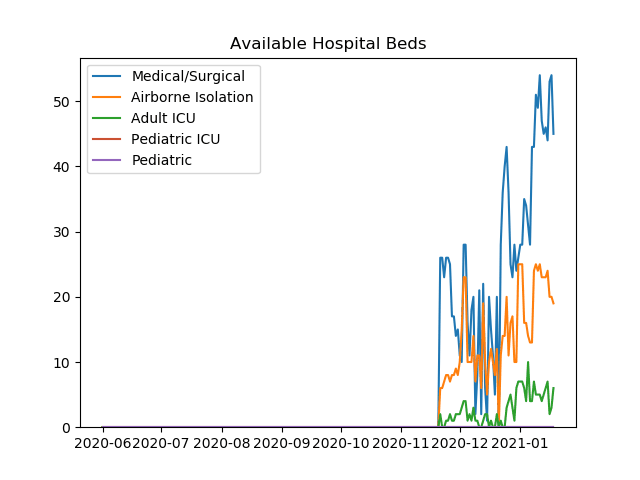 Available Hospital Beds
Medical/Surgical
Airborne Isolation
Adult ICU
Pediatric ICU
Pediatric
50
40
30
20
10
0
2020-06 2020-07 2020-08 2020-09 2020-10 2020-11 2020-12 2021-01